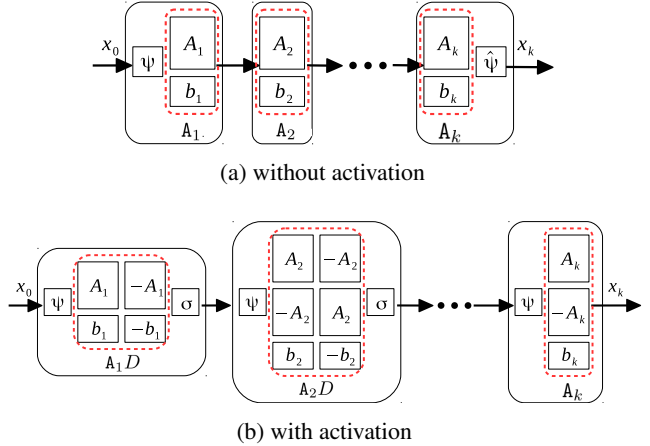 x₀ ψ A₁ b₁ 𝙰₁ A₂ b₂ 𝙰₂ ••• Aₖ bₖ ψ̂ 𝙰ₖ xₖ
(a) without activation
x₀ ψ A₁ −A₁ b₁ −b₁ σ 𝙰₁D ψ A₂ −A₂ −A₂ A₂ b₂ −b₂ σ 𝙰₂D ••• ψ Aₖ −Aₖ bₖ 𝙰ₖ xₖ
(b) with activation